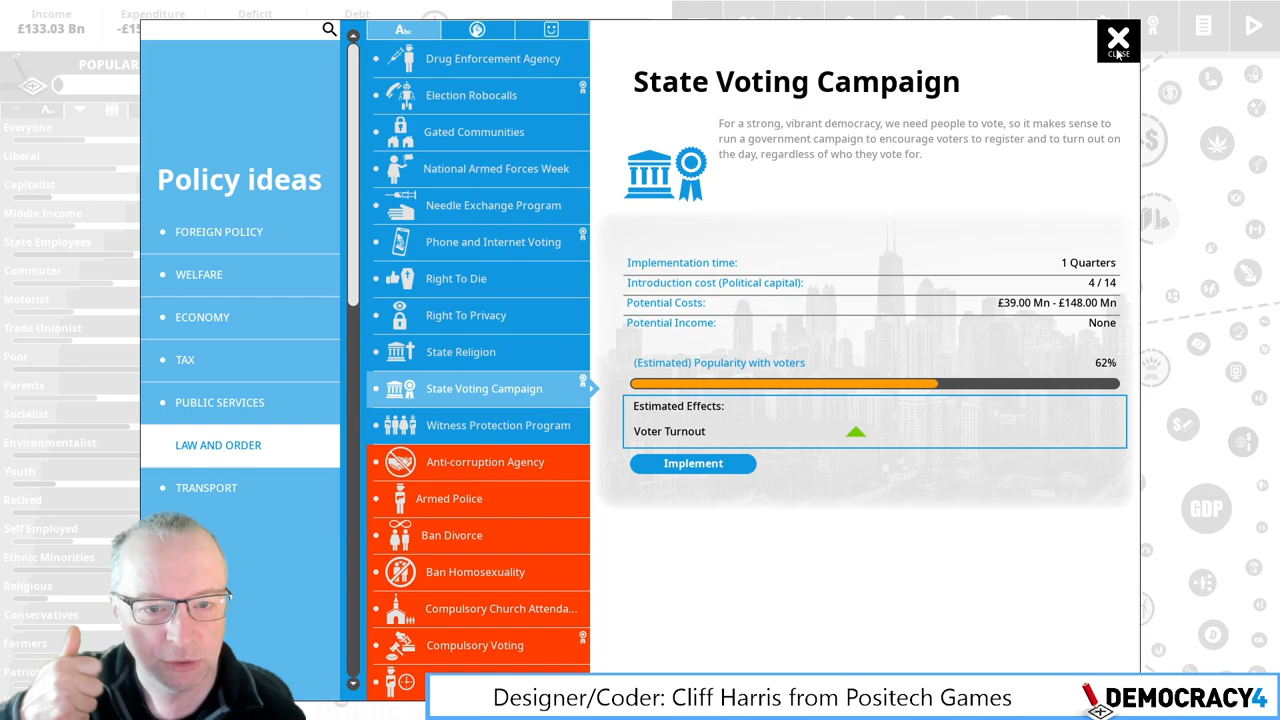 Income
Expenditure
Deficit
Debt
£133.03 Bn
POPULAR
Everyone
Liberal
Capitalist
Middle Income
State Employees
Commuter
Motorist
Trade Unionist
Poor
Parents
Socialist
Environmentalist
Youth
Retired
Self Employed
Ethnic Minorities
Religious
Conservatives
Farmers
Policy ideas
FOREIGN POLICY
WELFARE
ECONOMY
TAX
PUBLIC SERVICES
LAW AND ORDER
TRANSPORT
Abc
Drug Enforcement Agency
Election Robocalls
Gated Communities
National Armed Forces Week
Needle Exchange Program
Phone and Internet Voting
Right To Die
Right To Privacy
State Religion
State Voting Campaign
Witness Protection Program
Anti-corruption Agency
Armed Police
Ban Divorce
Ban Homosexuality
Compulsory Church Attenda...
Compulsory Voting
CLOSE
State Voting Campaign
For a strong, vibrant democracy, we need people to vote, so it makes sense to
run a government campaign to encourage voters to register and to turn out on
the day, regardless of who they vote for.
Implementation time: 1 Quarters
Introduction cost (Political capital): 4 / 14
Potential Costs: £39.00 Mn - £148.00 Mn
Potential Income: None
(Estimated) Popularity with voters 62%
Estimated Effects:
Voter Turnout
Implement
GDP
Designer/Coder: Cliff Harris from Positech Games
DEMOCRACY4